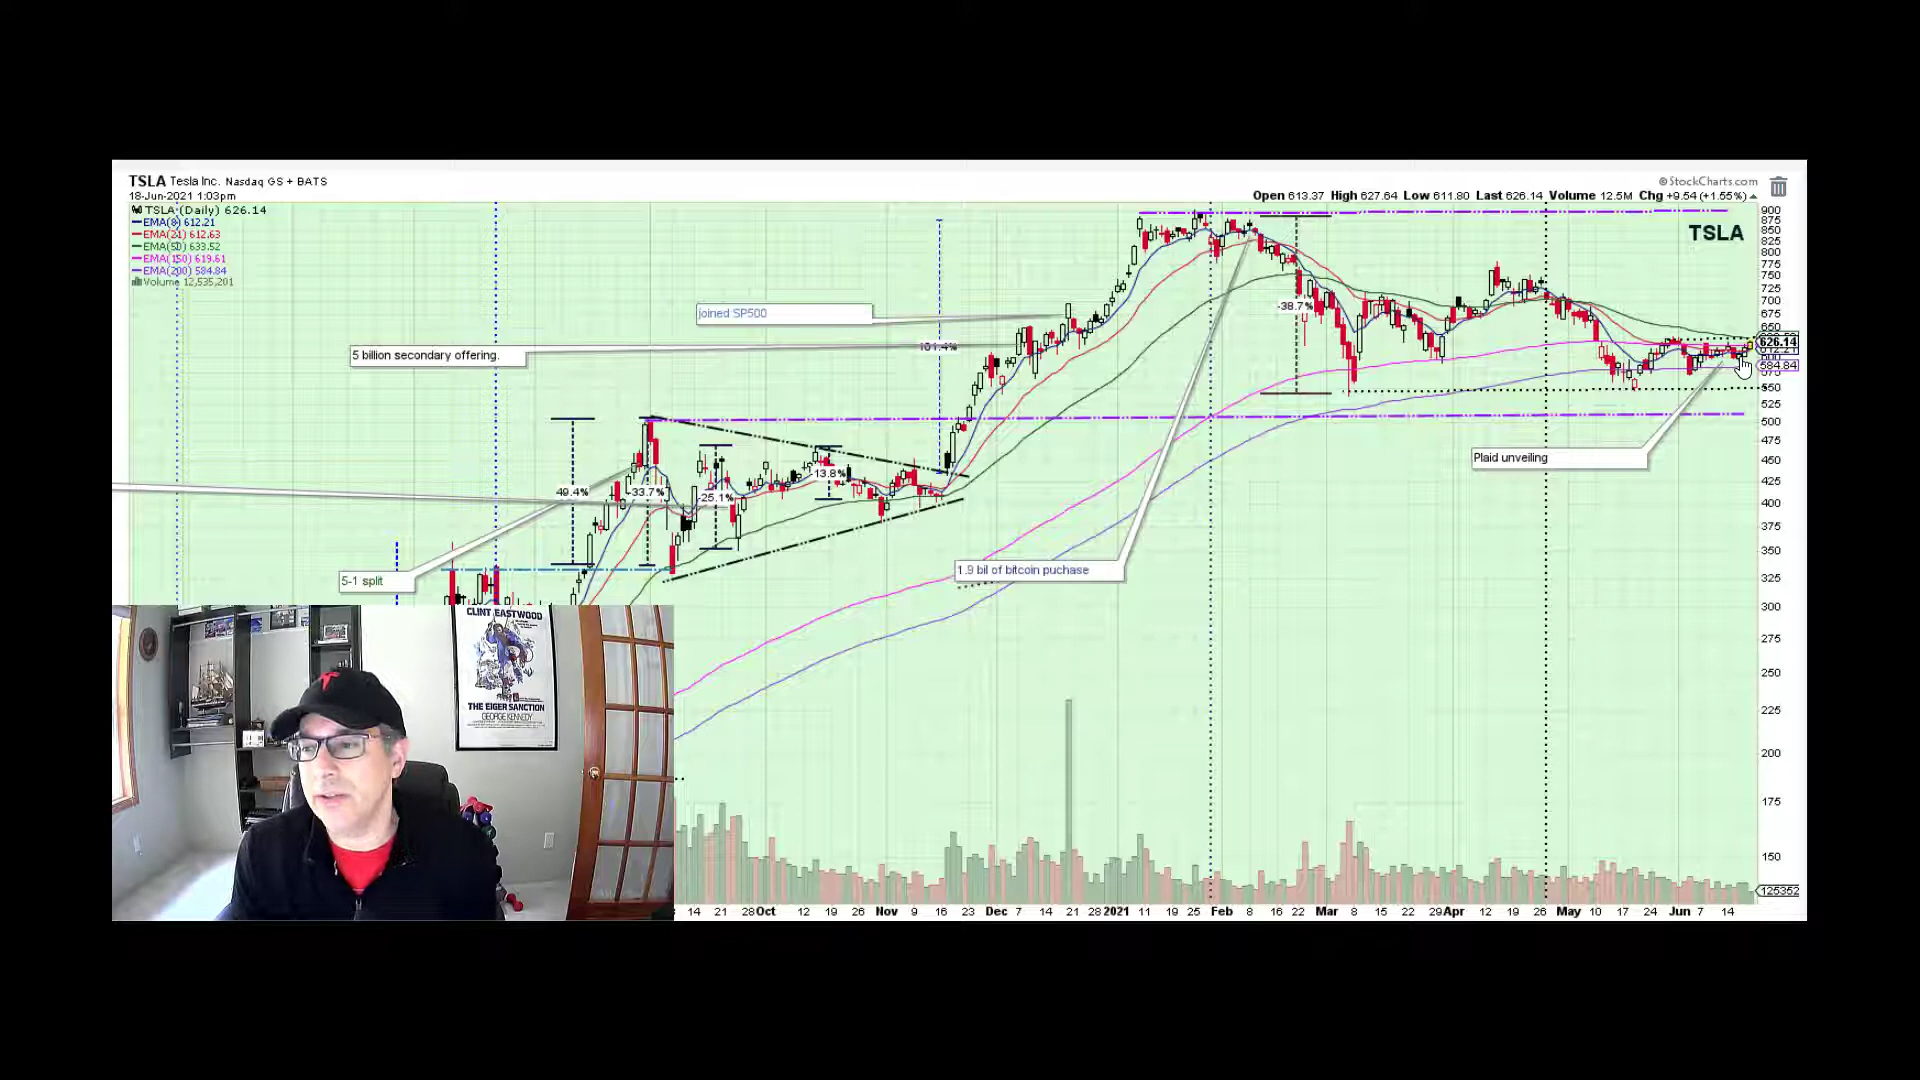 TSLA Tesla Inc. Nasdaq GS + BATS
© StockCharts.com
18-Jun-2021 1:03pm
Open 613.37 High 627.64 Low 611.80 Last 626.14 Volume 12.5M Chg +9.54 (+1.55%)
TSLA (Daily) 626.14
EMA(8) 612.21
EMA(21) 612.63
EMA(50) 633.52
EMA(150) 619.61
EMA(200) 584.84
Volume 12,535,201
TSLA
900
875
850
825
800
775
750
725
700
675
650
626.14
584.84
550
525
500
475
450
425
400
375
350
325
300
275
250
225
200
175
150
125352
joined SP500
5 billion secondary offering.
-38.7%
49.4%
-33.7%
-25.1%
13.8%
Plaid unveiling
1.9 bil of bitcoin puchase
5-1 split
CLINT EASTWOOD
THE EIGER SANCTION
GEORGE KENNEDY
14 21 28 Oct 12 19 26 Nov 9 16 23 Dec 7 14 21 28 2021 11 19 25 Feb 8 16 22 Mar 8 15 22 29 Apr 12 19 26 May 10 17 24 Jun 7 14